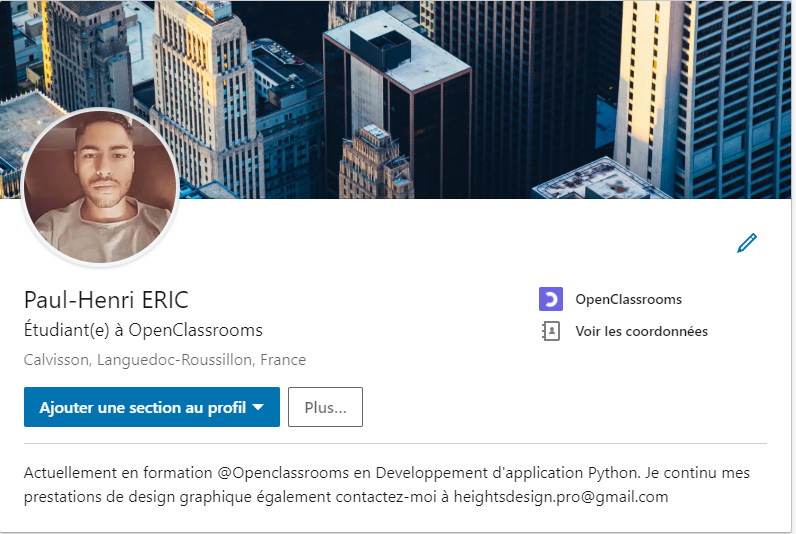 Paul-Henri ERIC
Étudiant(e) à OpenClassrooms
Calvisson, Languedoc-Roussillon, France
OpenClassrooms
Voir les coordonnées
Ajouter une section au profil
Plus...
Actuellement en formation @Openclassrooms en Developpement d'application Python. Je continu mes
prestations de design graphique également contactez-moi à heightsdesign.pro@gmail.com